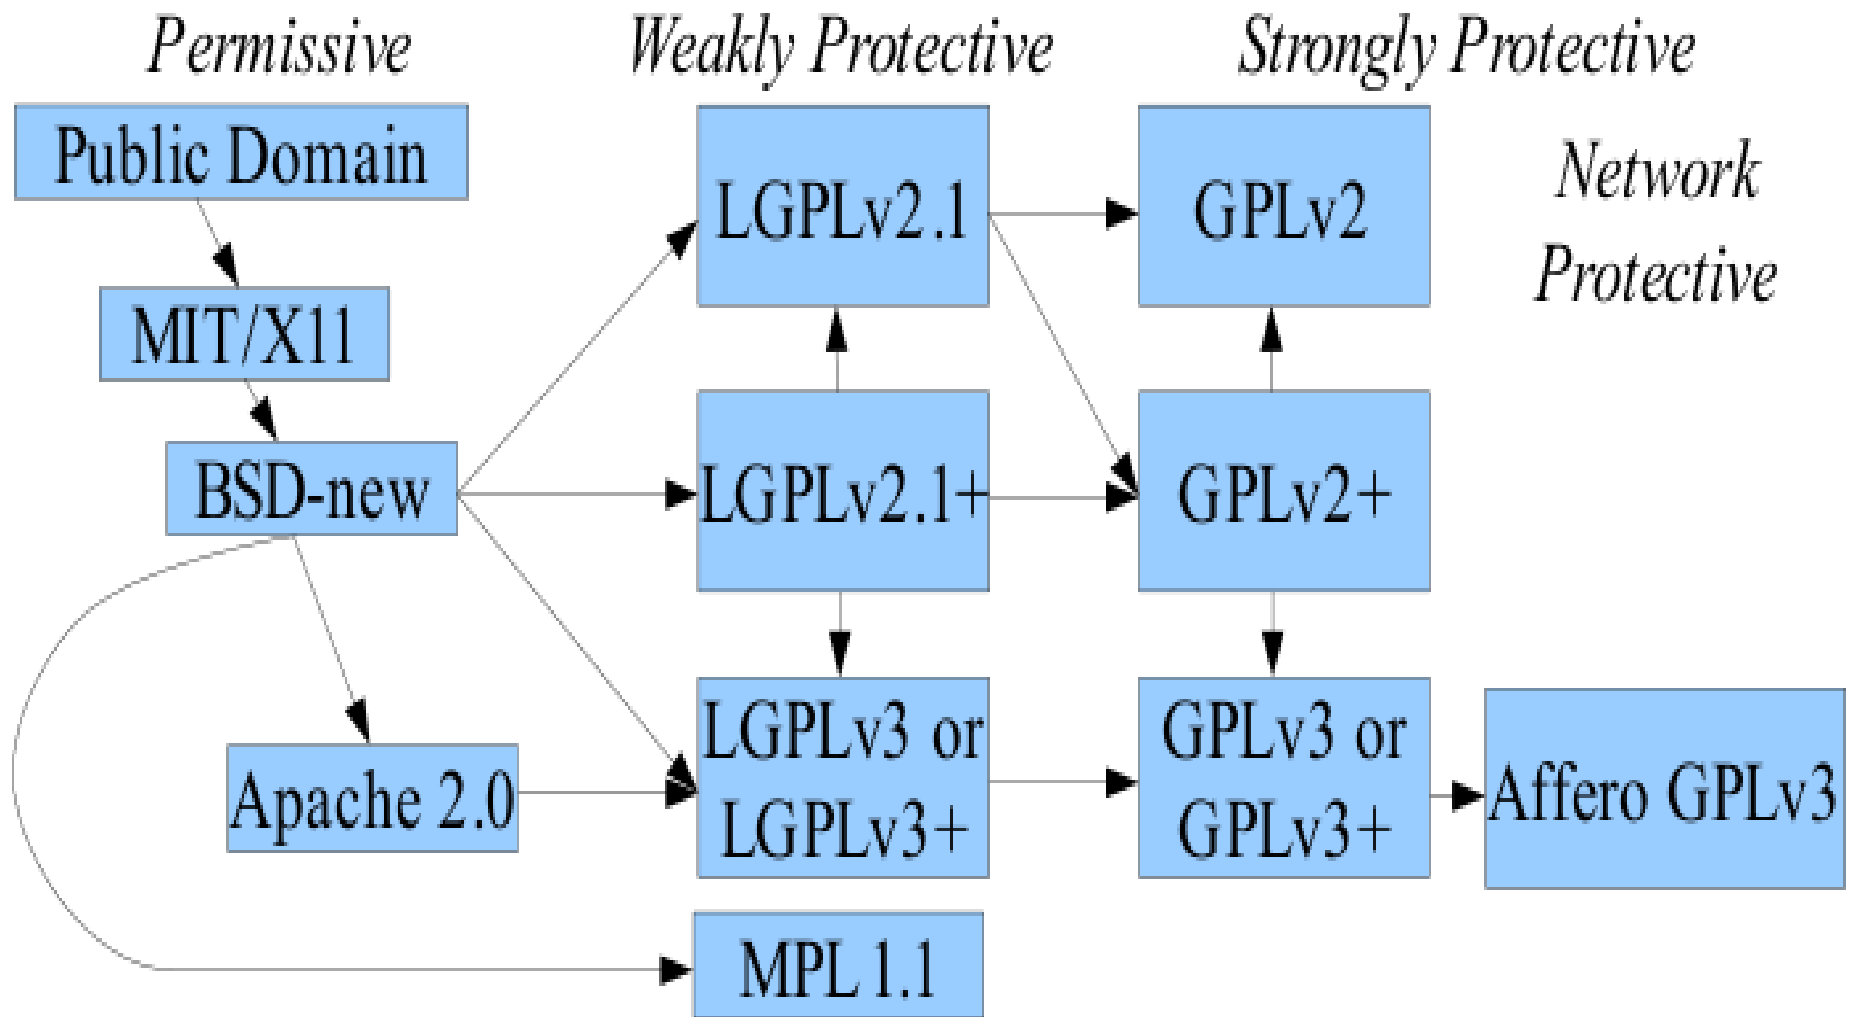 Permissive
Weakly Protective
Strongly Protective
Public Domain
LGPLv2.1
GPLv2
Network
Protective
MIT/X11
BSD-new
LGPLv2.1+
GPLv2+
Apache 2.0
LGPLv3 or
LGPLv3+
GPLv3 or
GPLv3+
Affero GPLv3
MPL 1.1